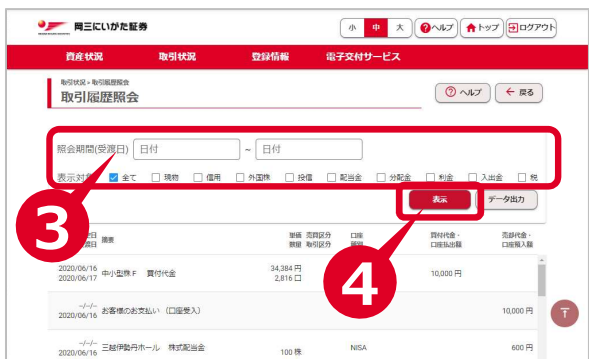 岡三にいがた証券
小 中 大 ?ヘルプ トップ ログアウト
資産状況 取引状況 登録情報 電子交付サービス
取引状況 > 取引履歴照会
取引履歴照会
? ヘルプ ← 戻る
照会期間(受渡日) 日付 ~ 日付
表示対象 全て 現物 信用 外国株 投信 配当金 分配金 利金 入出金 税
3
表示 データ出力
4
摘要 単価 売買区分 口座 買付代金・ 売却代金・
渡日 数量 取引区分 口座払出額 口座預入額
2020/06/16 中小型株F 買付代金 34,384 円 10,000 円
2020/06/17 2,816 口
-/-/- お客様のお支払い (口座受入) 10,000 円
2020/06/16
-/-/- 三越伊勢丹ホール 株式配当金 NISA 600 円
2020/06/16 100 株